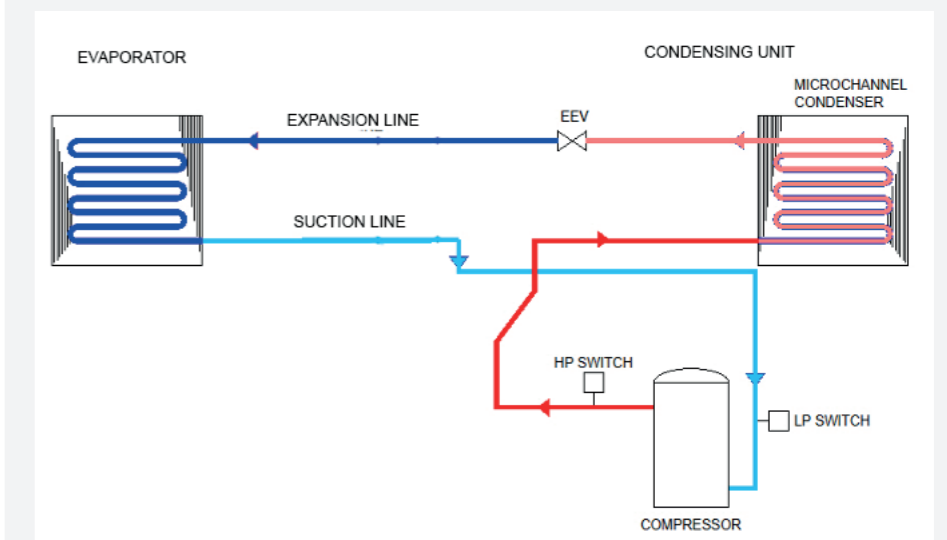 EVAPORATOR
CONDENSING UNIT
MICROCHANNEL
CONDENSER
EXPANSION LINE
EEV
SUCTION LINE
HP SWITCH
LP SWITCH
COMPRESSOR